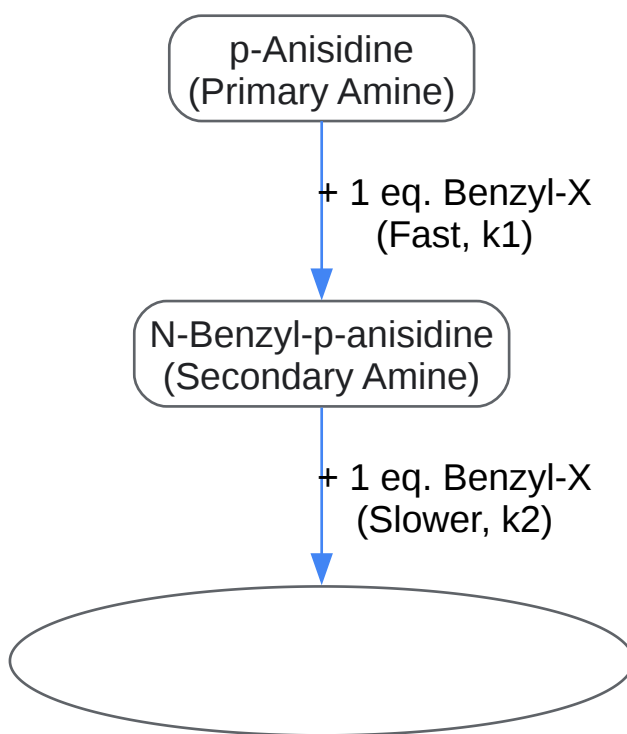 p-Anisidine
(Primary Amine)
+ 1 eq. Benzyl-X
(Fast, k1)
N-Benzyl-p-anisidine
(Secondary Amine)
+ 1 eq. Benzyl-X
(Slower, k2)